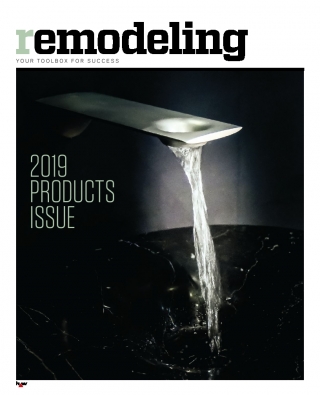 remodeling
YOUR TOOLBOX FOR SUCCESS
2019
PRODUCTS
ISSUE